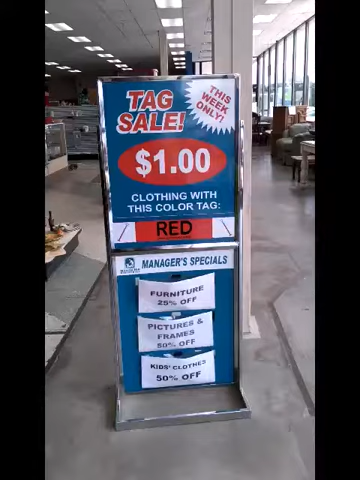 TAG
SALE!
THIS
WEEK
ONLY!
$1.00
CLOTHING WITH
THIS COLOR TAG:
RED
MANAGER'S SPECIALS
FURNITURE
25% OFF
PICTURES &
FRAMES
50% OFF
KIDS' CLOTHES
50% OFF